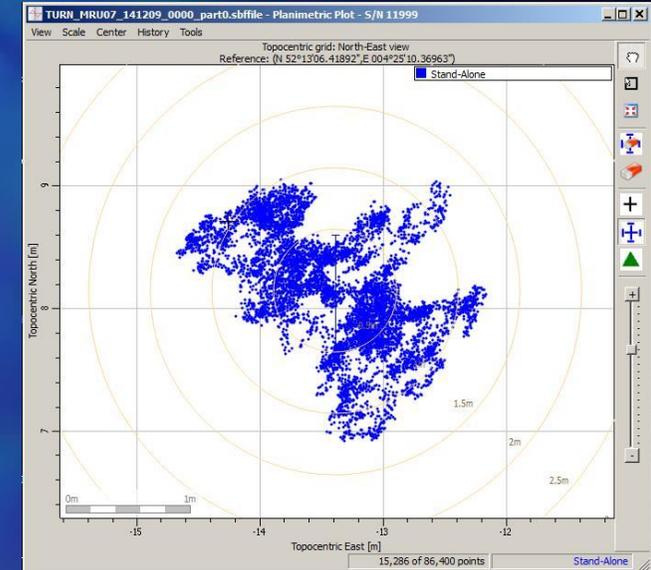 TURN_MRU07_141209_0000_part0.sbffile - Planimetric Plot - S/N 11999
View Scale Center History Tools
Topocentric grid: North-East view
Reference: (N 52°13'06.41892",E 004°25'10.36963")
Stand-Alone
Topocentric North [m]
9
8
7
1.5m
2m
2.5m
0m 1m
-15 -14 -13 -12
Topocentric East [m]
15,286 of 86,400 points Stand-Alone